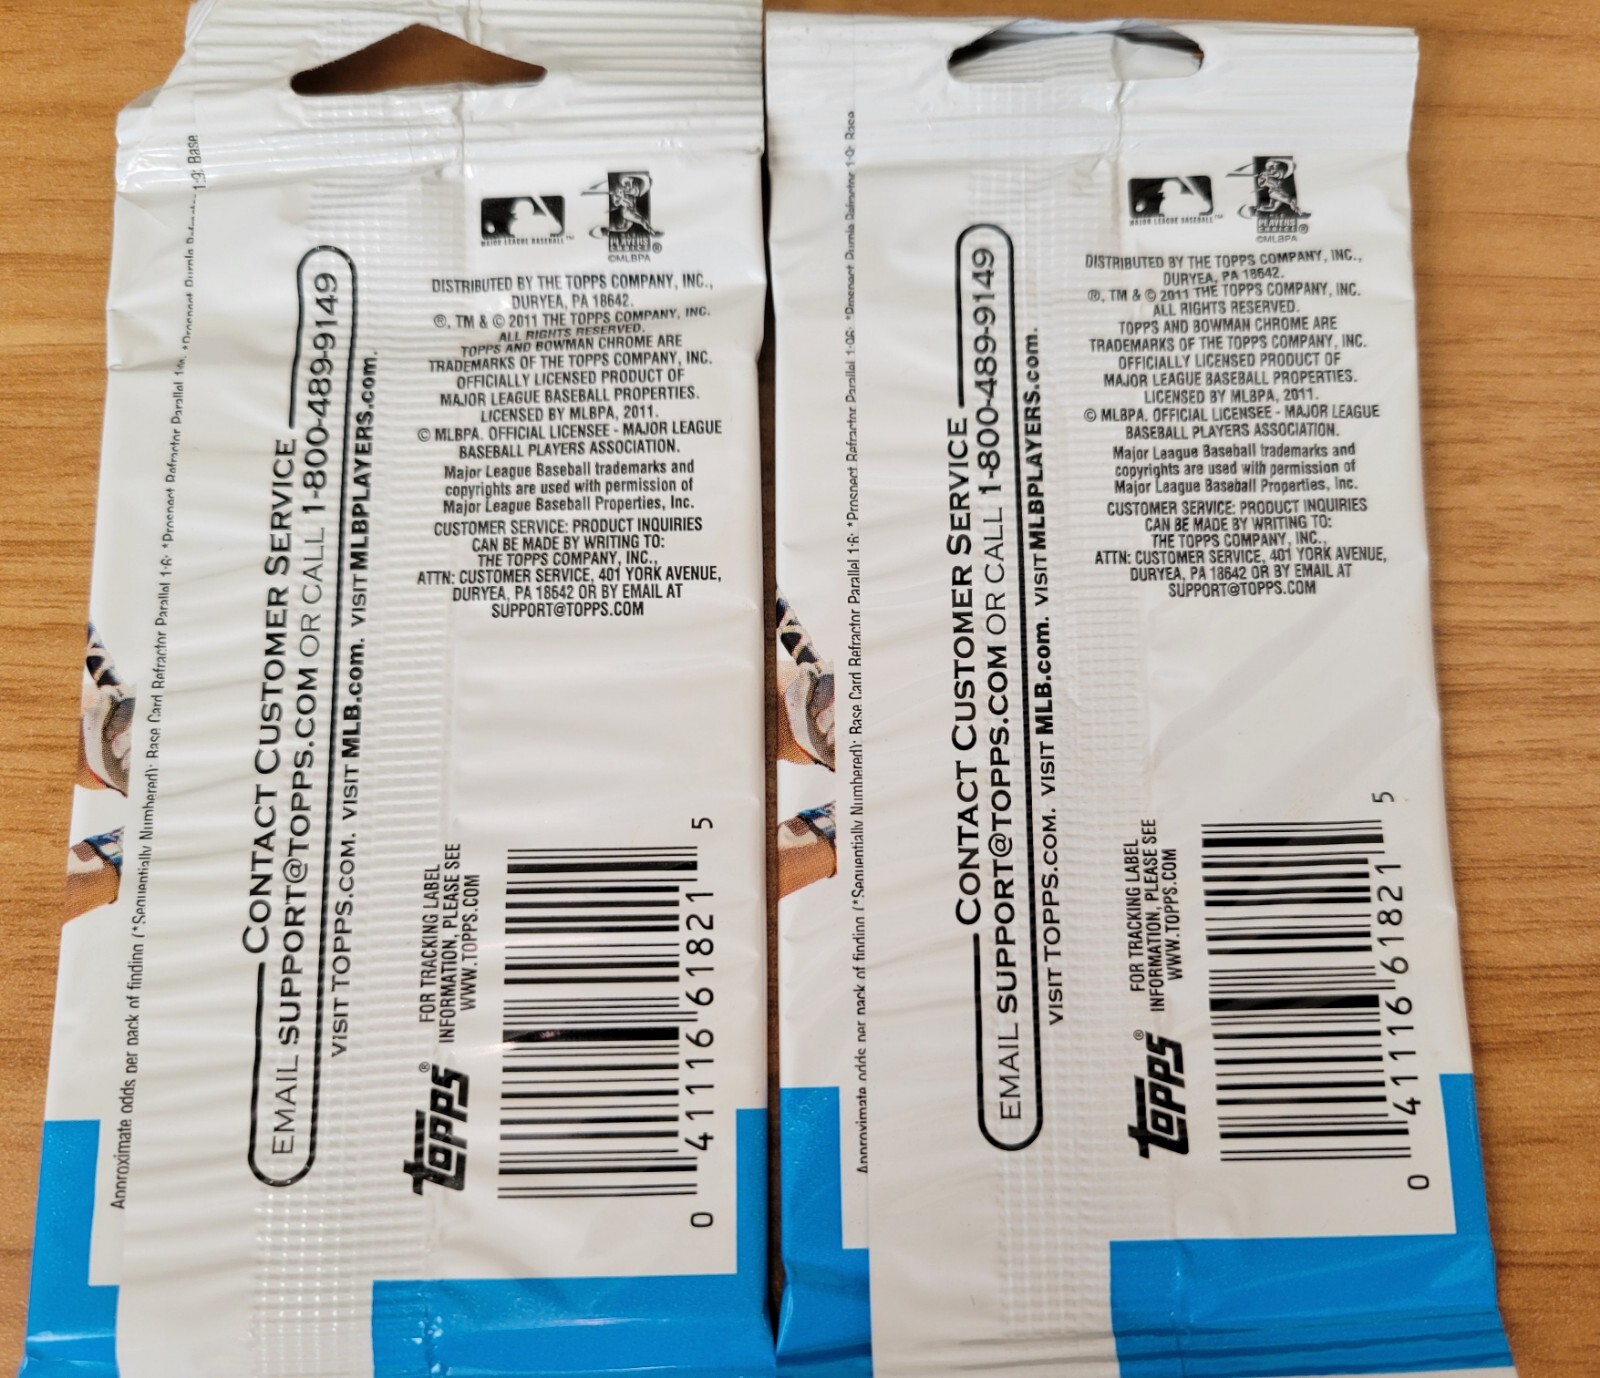 Approximate odds per pack of finding (*Sequentially Numbered): Base Card Refractor Parallel 1:6; *Prospect Refractor Parallel
Base
CONTACT CUSTOMER SERVICE
EMAIL SUPPORT@TOPPS.COM OR CALL 1-800-489-9149
VISIT TOPPS.COM. VISIT MLB.com. VISIT MLBPLAYERS.com.
MAJOR LEAGUE BASEBALL™
PLAYERS
CHOICE®
©MLBPA
DISTRIBUTED BY THE TOPPS COMPANY, INC.,
DURYEA, PA 18642.
®, TM & © 2011 THE TOPPS COMPANY, INC.
ALL RIGHTS RESERVED.
TOPPS AND BOWMAN CHROME ARE
TRADEMARKS OF THE TOPPS COMPANY, INC.
OFFICIALLY LICENSED PRODUCT OF
MAJOR LEAGUE BASEBALL PROPERTIES.
LICENSED BY MLBPA, 2011.
© MLBPA. OFFICIAL LICENSEE - MAJOR LEAGUE
BASEBALL PLAYERS ASSOCIATION.
Major League Baseball trademarks and
copyrights are used with permission of
Major League Baseball Properties, Inc.
CUSTOMER SERVICE: PRODUCT INQUIRIES
CAN BE MADE BY WRITING TO:
THE TOPPS COMPANY, INC.,
ATTN: CUSTOMER SERVICE, 401 YORK AVENUE,
DURYEA, PA 18642 OR BY EMAIL AT
SUPPORT@TOPPS.COM
topps®
FOR TRACKING LABEL
INFORMATION, PLEASE SEE
WWW.TOPPS.COM
0 41116 61821 5
Approximate odds per pack of finding (*Sequentially Numbered): Base Card Refractor Parallel 1:6; *Prospect Refractor Parallel
CONTACT CUSTOMER SERVICE
EMAIL SUPPORT@TOPPS.COM OR CALL 1-800-489-9149
VISIT TOPPS.COM. VISIT MLB.com. VISIT MLBPLAYERS.com.
MAJOR LEAGUE BASEBALL™
PLAYERS
CHOICE®
©MLBPA
DISTRIBUTED BY THE TOPPS COMPANY, INC.,
DURYEA, PA 18642.
®, TM & © 2011 THE TOPPS COMPANY, INC.
ALL RIGHTS RESERVED.
TOPPS AND BOWMAN CHROME ARE
TRADEMARKS OF THE TOPPS COMPANY, INC.
OFFICIALLY LICENSED PRODUCT OF
MAJOR LEAGUE BASEBALL PROPERTIES.
LICENSED BY MLBPA, 2011.
© MLBPA. OFFICIAL LICENSEE - MAJOR LEAGUE
BASEBALL PLAYERS ASSOCIATION.
Major League Baseball trademarks and
copyrights are used with permission of
Major League Baseball Properties, Inc.
CUSTOMER SERVICE: PRODUCT INQUIRIES
CAN BE MADE BY WRITING TO:
THE TOPPS COMPANY, INC.,
ATTN: CUSTOMER SERVICE, 401 YORK AVENUE,
DURYEA, PA 18642 OR BY EMAIL AT
SUPPORT@TOPPS.COM
topps®
FOR TRACKING LABEL
INFORMATION, PLEASE SEE
WWW.TOPPS.COM
0 41116 61821 5